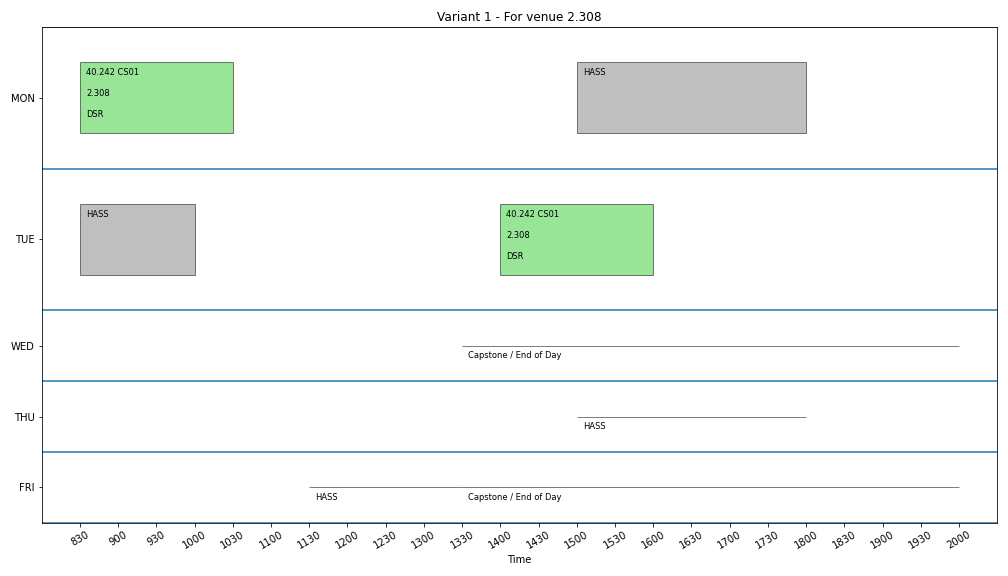 Variant 1 - For venue 2.308
MON
40.242 CS01
2.308
DSR
HASS
TUE
HASS
40.242 CS01
2.308
DSR
WED
Capstone / End of Day
THU
HASS
FRI
HASS
Capstone / End of Day
830 900 930 1000 1030 1100 1130 1200 1230 1300 1330 1400 1430 1500 1530 1600 1630 1700 1730 1800 1830 1900 1930 2000
Time